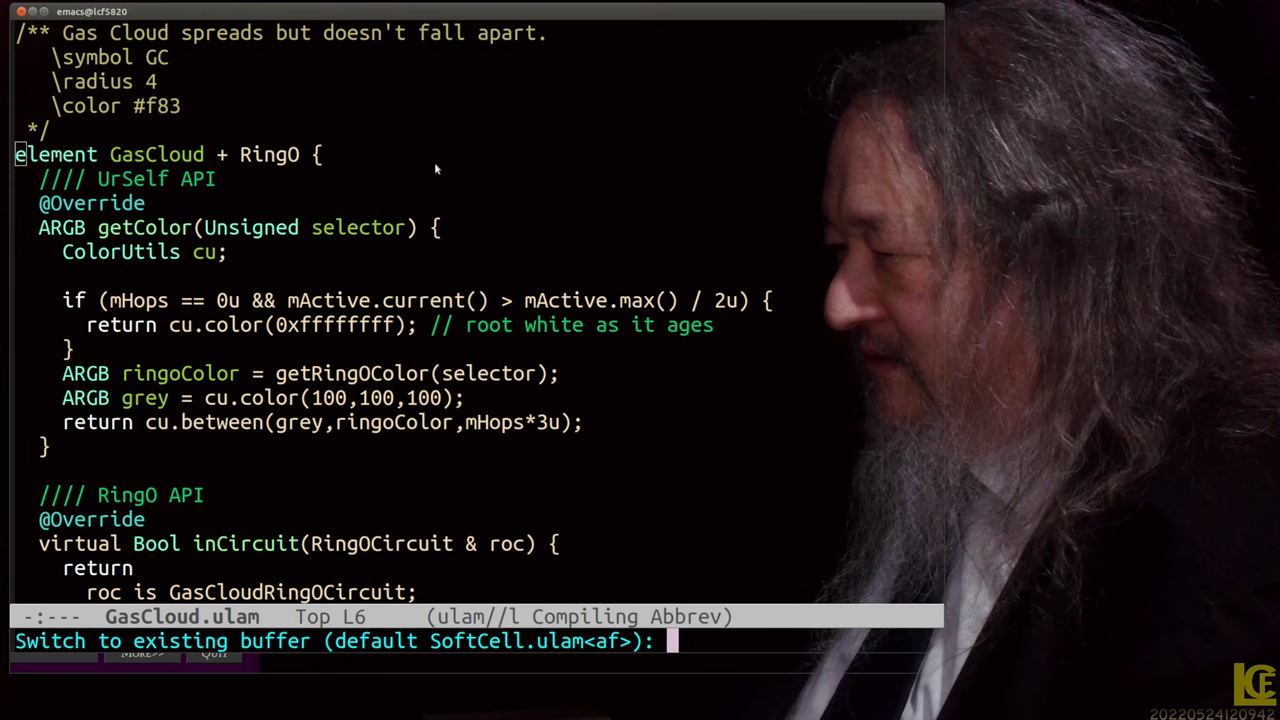 emacs@lcf5820
/** Gas Cloud spreads but doesn't fall apart.
\symbol GC
\radius 4
\color #f83
*/
element GasCloud + RingO {
//// UrSelf API
@Override
ARGB getColor(Unsigned selector) {
ColorUtils cu;
if (mHops == 0u && mActive.current() > mActive.max() / 2u) {
return cu.color(0xffffffff); // root white as it ages
}
ARGB ringoColor = getRingOColor(selector);
ARGB grey = cu.color(100,100,100);
return cu.between(grey,ringoColor,mHops*3u);
}
//// RingO API
@Override
virtual Bool inCircuit(RingOCircuit & roc) {
return
roc is GasCloudRingOCircuit;
-:--- GasCloud.ulam Top L6 (ulam//l Compiling Abbrev)
Switch to existing buffer (default SoftCell.ulam<af>):
MORE>> QUIT
LCF
20220524120942